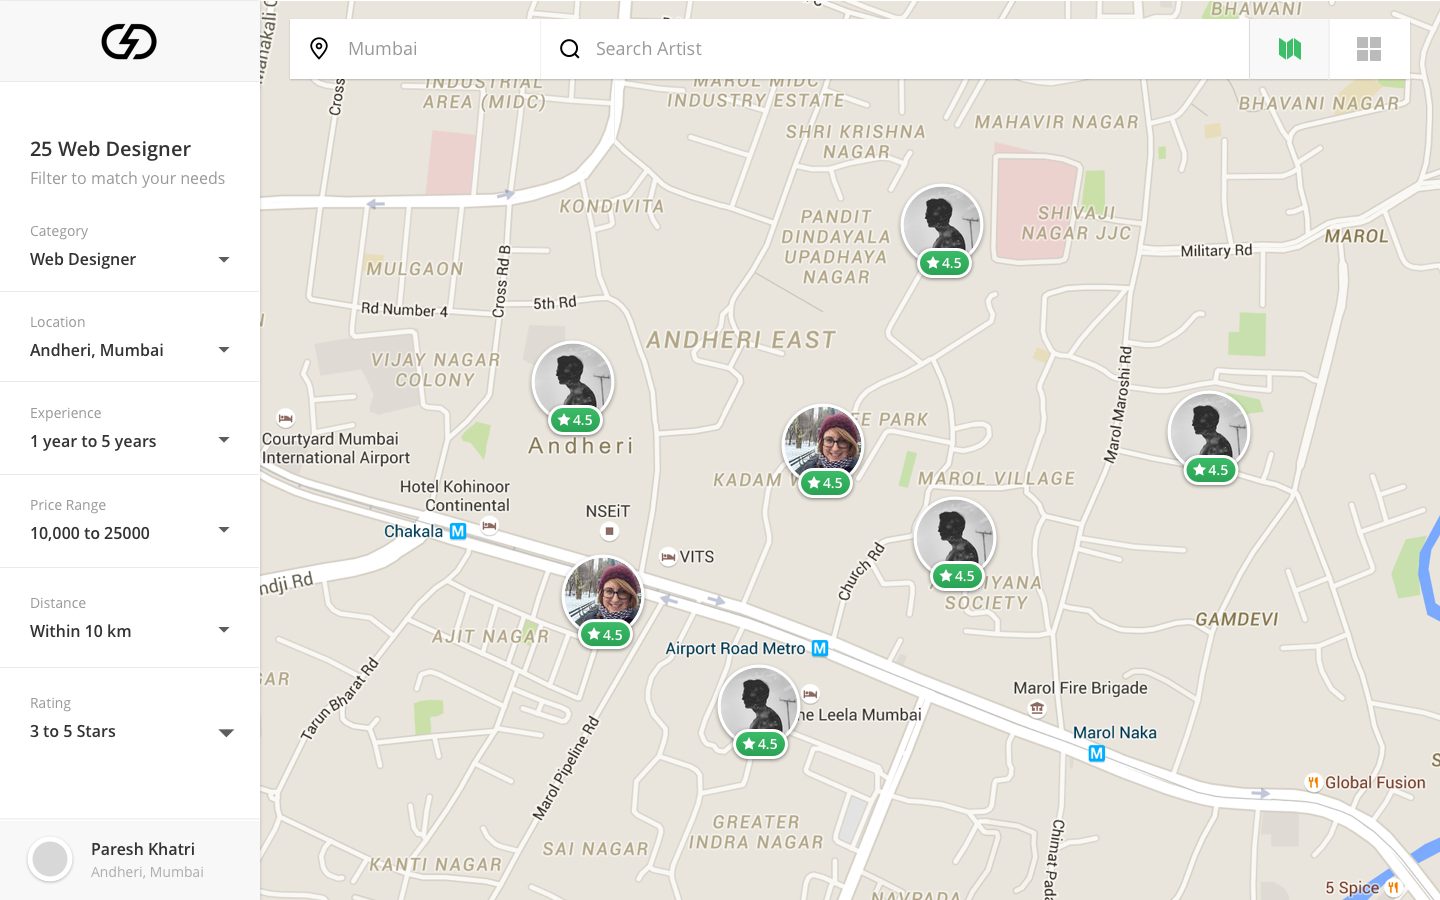 25 Web Designer
Filter to match your needs
Category
Web Designer
Location
Andheri, Mumbai
Experience
1 year to 5 years
Price Range
10,000 to 25000
Distance
Within 10 km
Rating
3 to 5 Stars
Paresh Khatri
Andheri, Mumbai
Mumbai
Search Artist
BHAWANI
Cross
INDUSTRIAL
AREA (MIDC)
MAROL MIDC
INDUSTRY ESTATE
BHAVANI NAGAR
MAHAVIR NAGAR
SHRI KRISHNA
NAGAR
KONDIVITA
PANDIT
DINDAYALA
UPADHAYA
NAGAR
SHIVAJI
NAGAR JJC
MAROL
Military Rd
4.5
MULGAON
Cross Rd B
Rd Number 4
5th Rd
ANDHERI EAST
VIJAY NAGAR
COLONY
Marol Maroshi Rd
4.5
Andheri
EE PARK
Courtyard Mumbai
International Airport
KADAM
4.5
MAROL VILLAGE
4.5
Hotel Kohinoor
Continental
NSEiT
Chakala
M
VITS
Church Rd
4.5
SOCIETY
ndji Rd
GAMDEVI
AJIT NAGAR
4.5
Airport Road Metro
M
Tarun Bharat Rd
Marol Fire Brigade
he Leela Mumbai
4.5
Marol Naka
M
Marol Pipeline Rd
Global Fusion
GREATER
INDRA NAGAR
SAI NAGAR
KANTI NAGAR
Chimat Pada
NAVPADA
5 Spice